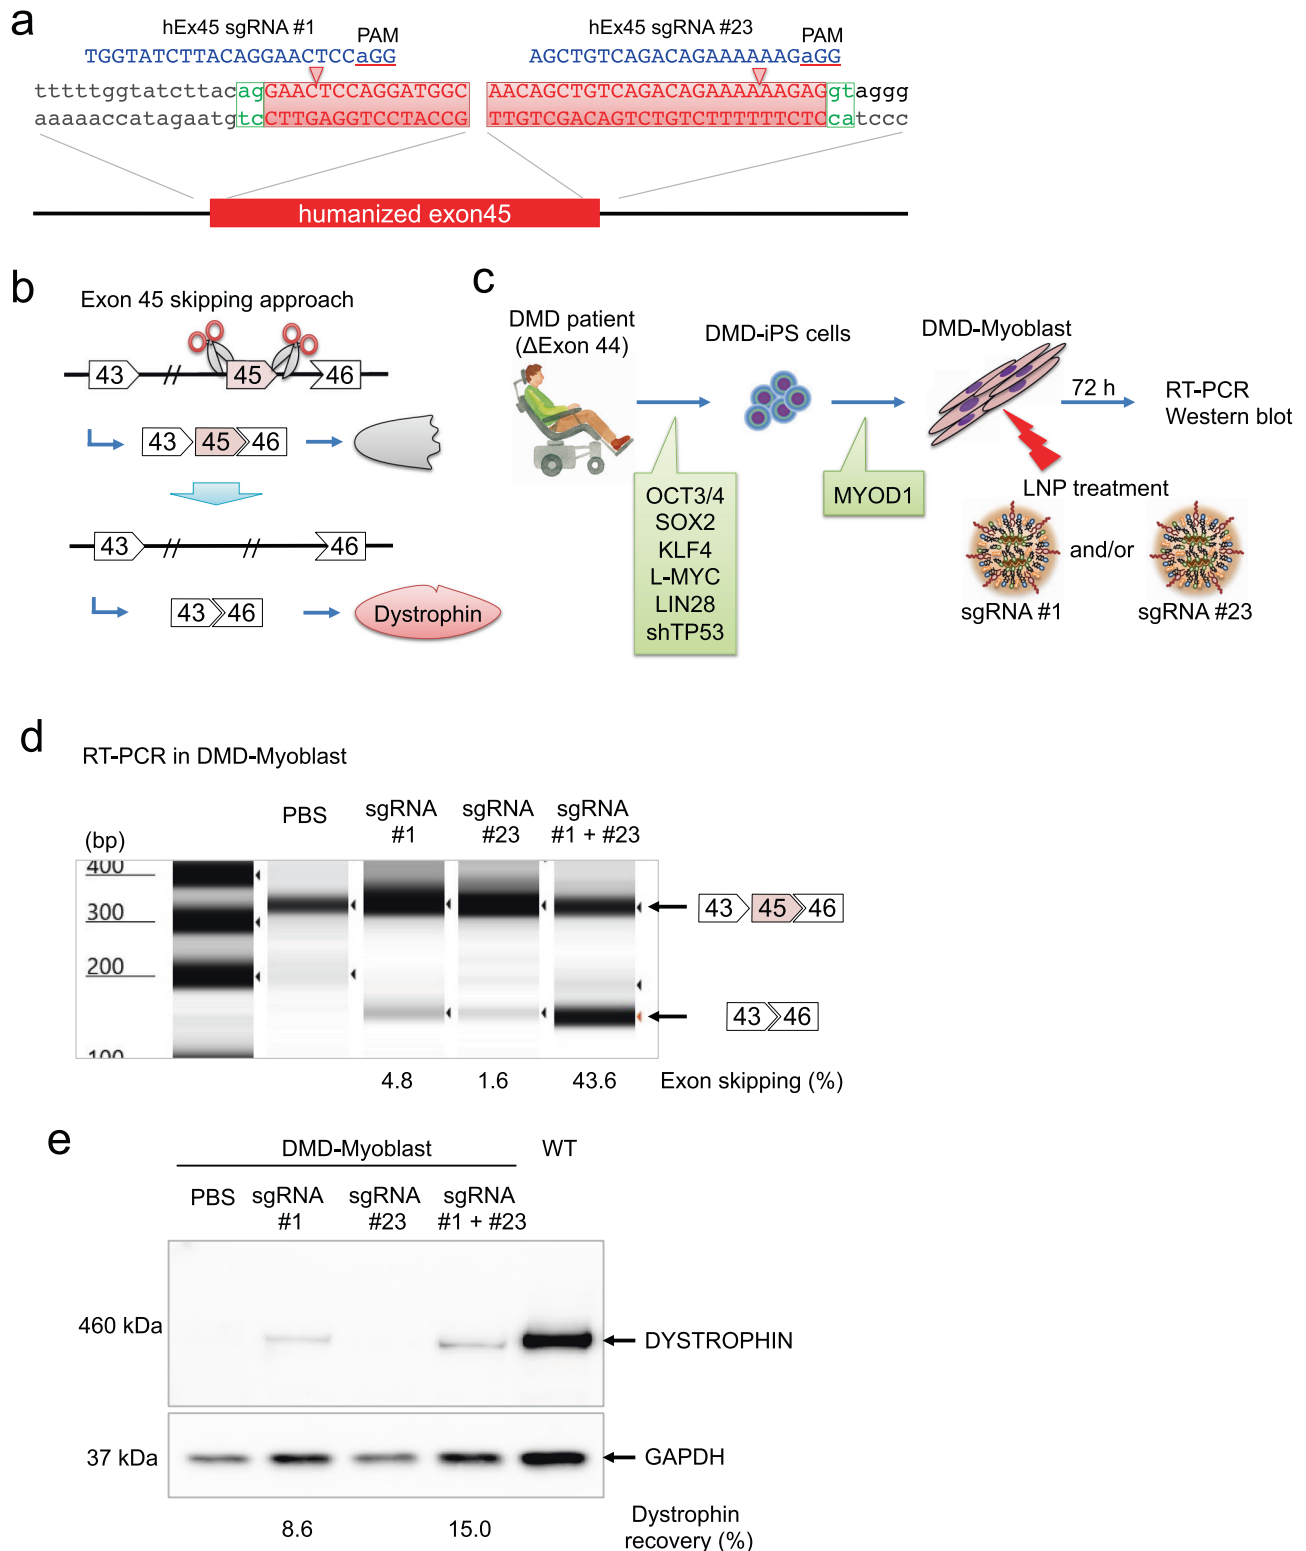 a
hEx45 sgRNA #1
PAM
TGGTATCTTACAGGAACTCCaGG
tttttggtatcttacagGAACTCCAGGATGGC
aaaaaccatagaatgtcCTTGAGGTCCTACCG
hEx45 sgRNA #23
PAM
AGCTGTCAGACAGAAAAAAGaGG
AACAGCTGTCAGACAGAAAAAAGAGgtaggg
TTGTCGACAGTCTGTCTTTTTTCTCcatccc
humanized exon45
b
Exon 45 skipping approach
43 45 46
43 45 46
43 46
43 46
Dystrophin
c
DMD patient
(ΔExon 44)
DMD-iPS cells
DMD-Myoblast
72 h
RT-PCR
Western blot
OCT3/4
SOX2
KLF4
L-MYC
LIN28
shTP53
MYOD1
LNP treatment
and/or
sgRNA #1
sgRNA #23
d
RT-PCR in DMD-Myoblast
(bp)
PBS
sgRNA
#1
sgRNA
#23
sgRNA
#1 + #23
400
300
200
100
43 45 46
43 46
4.8 1.6 43.6 Exon skipping (%)
e
DMD-Myoblast
WT
PBS
sgRNA
#1
sgRNA
#23
sgRNA
#1 + #23
460 kDa
DYSTROPHIN
37 kDa
GAPDH
8.6 15.0
Dystrophin
recovery (%)